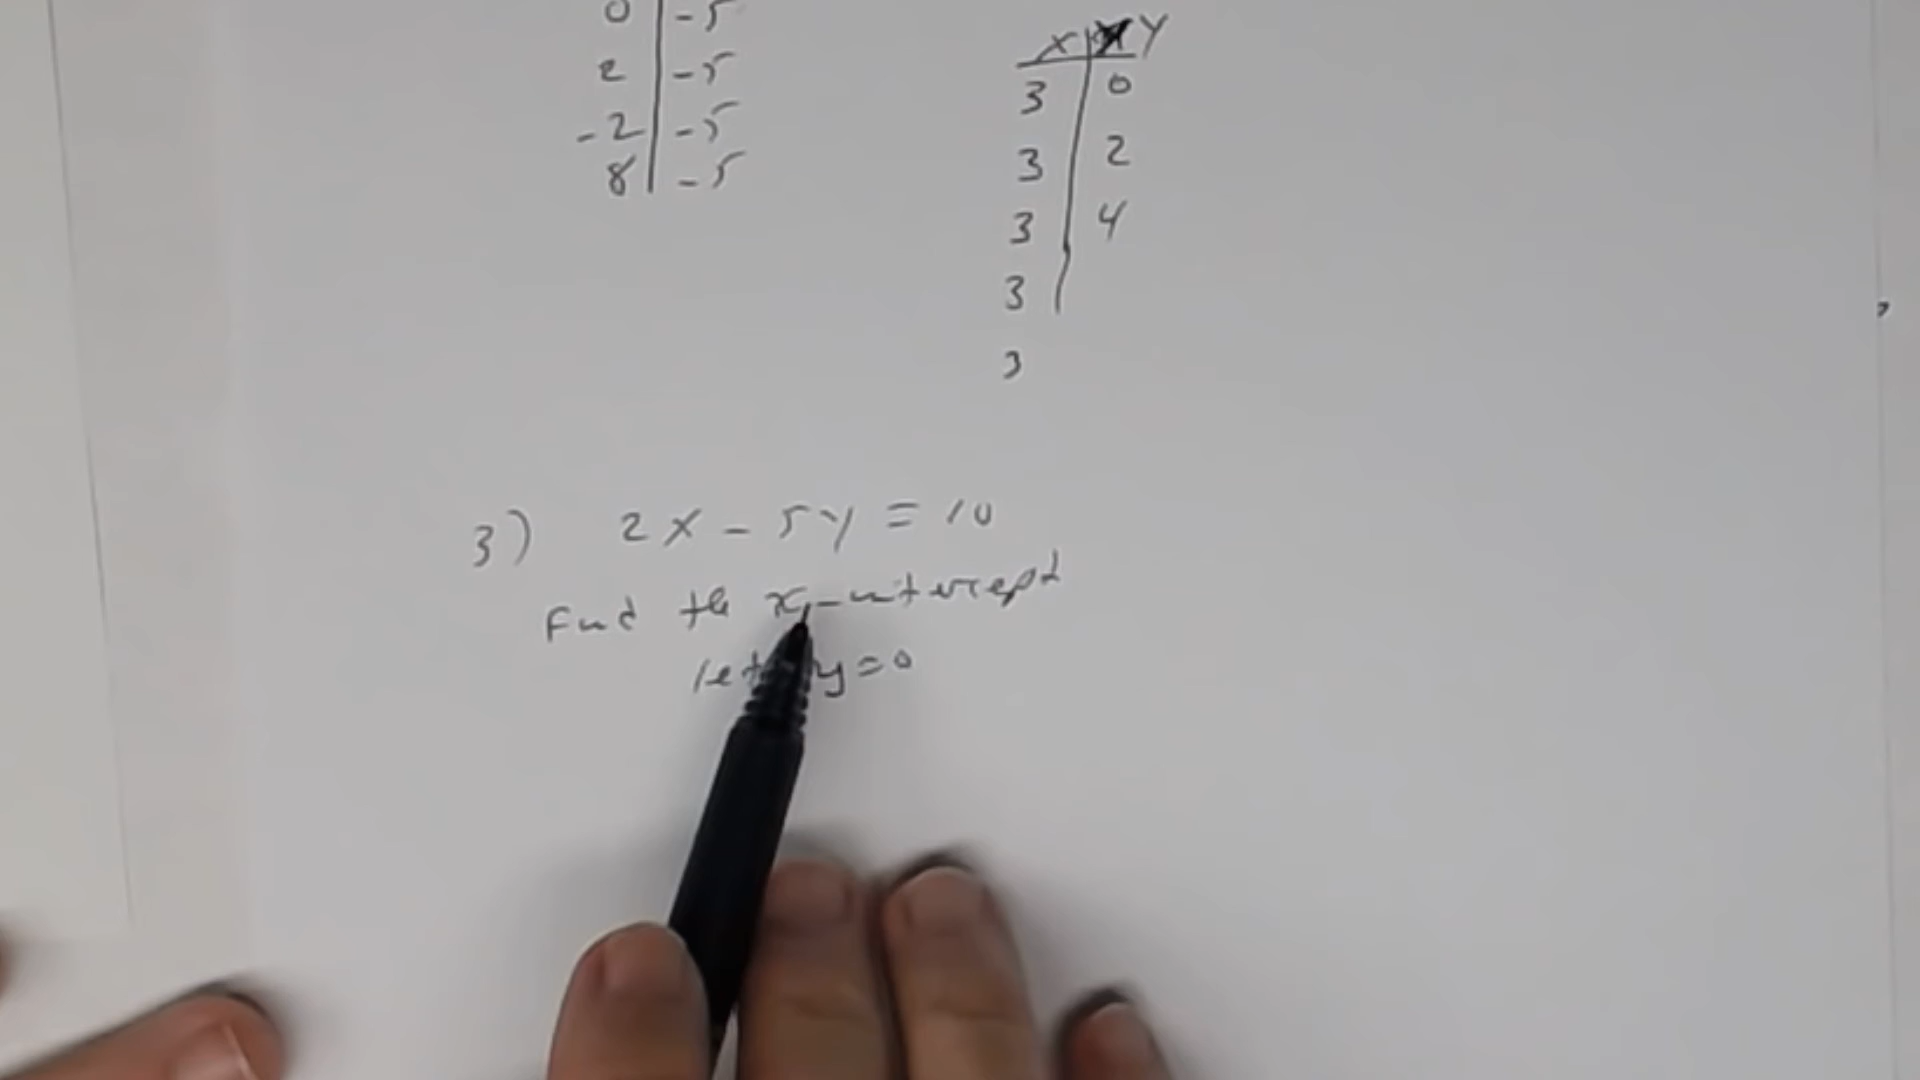 0 -5
2 -5
-2 -5
8 -5
x y
3 0
3 2
3 4
3
3
3) 2x - 5y = 10
Find the x-intercept
let y=0